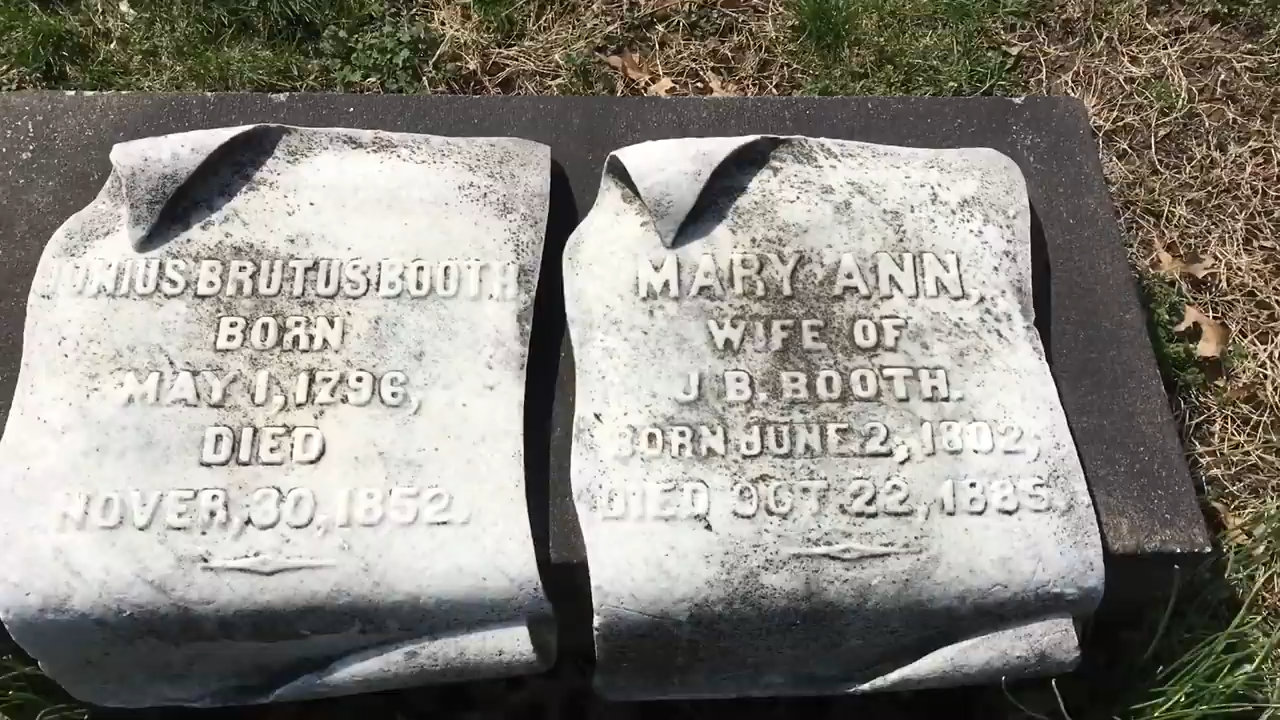 JUNIUS BRUTUS BOOTH
BORN
MAY 1, 1796,
DIED
NOVER, 30, 1852.
MARY ANN,
WIFE OF
J B. BOOTH.
BORN JUNE 2, 1802,
DIED OCT. 22, 1885.